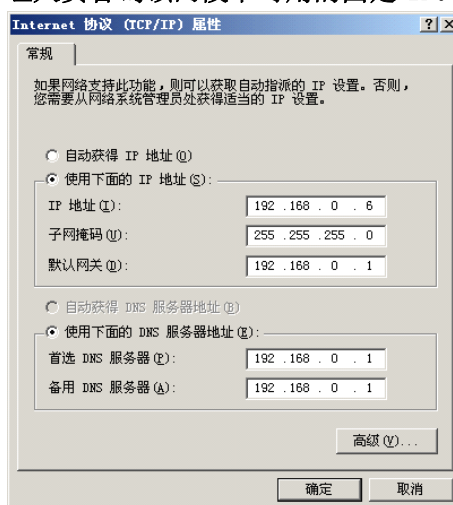 Internet 协议 (TCP/IP) 属性
常规
如果网络支持此功能，则可以获取自动指派的 IP 设置。否则，
您需要从网络系统管理员处获得适当的 IP 设置。
自动获得 IP 地址(O)
使用下面的 IP 地址(S):
IP 地址(I): 192 .168 . 0 . 6
子网掩码(U): 255 .255 .255 . 0
默认网关(D): 192 .168 . 0 . 1
自动获得 DNS 服务器地址(B)
使用下面的 DNS 服务器地址(E):
首选 DNS 服务器(P): 192 .168 . 0 . 1
备用 DNS 服务器(A): 192 .168 . 0 . 1
高级(V)...
确定 取消